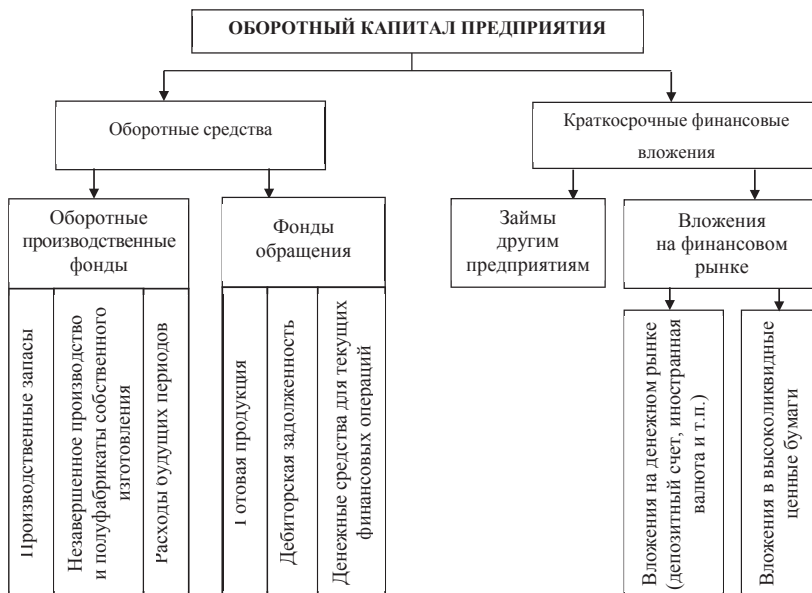 ОБОРОТНЫЙ КАПИТАЛ ПРЕДПРИЯТИЯ
Оборотные средства
Краткосрочные финансовые
вложения
Оборотные
производственные
фонды
Фонды
обращения
Займы
другим
предприятиям
Вложения
на финансовом
рынке
Производственные запасы
Незавершенное производство
и полуфабрикаты собственного
изготовления
Расходы будущих периодов
Готовая продукция
Дебиторская задолженность
Денежные средства для текущих
финансовых операций
Вложения на денежном рынке
(депозитный счет, иностранная
валюта и т.п.)
Вложения в высоколиквидные
ценные бумаги